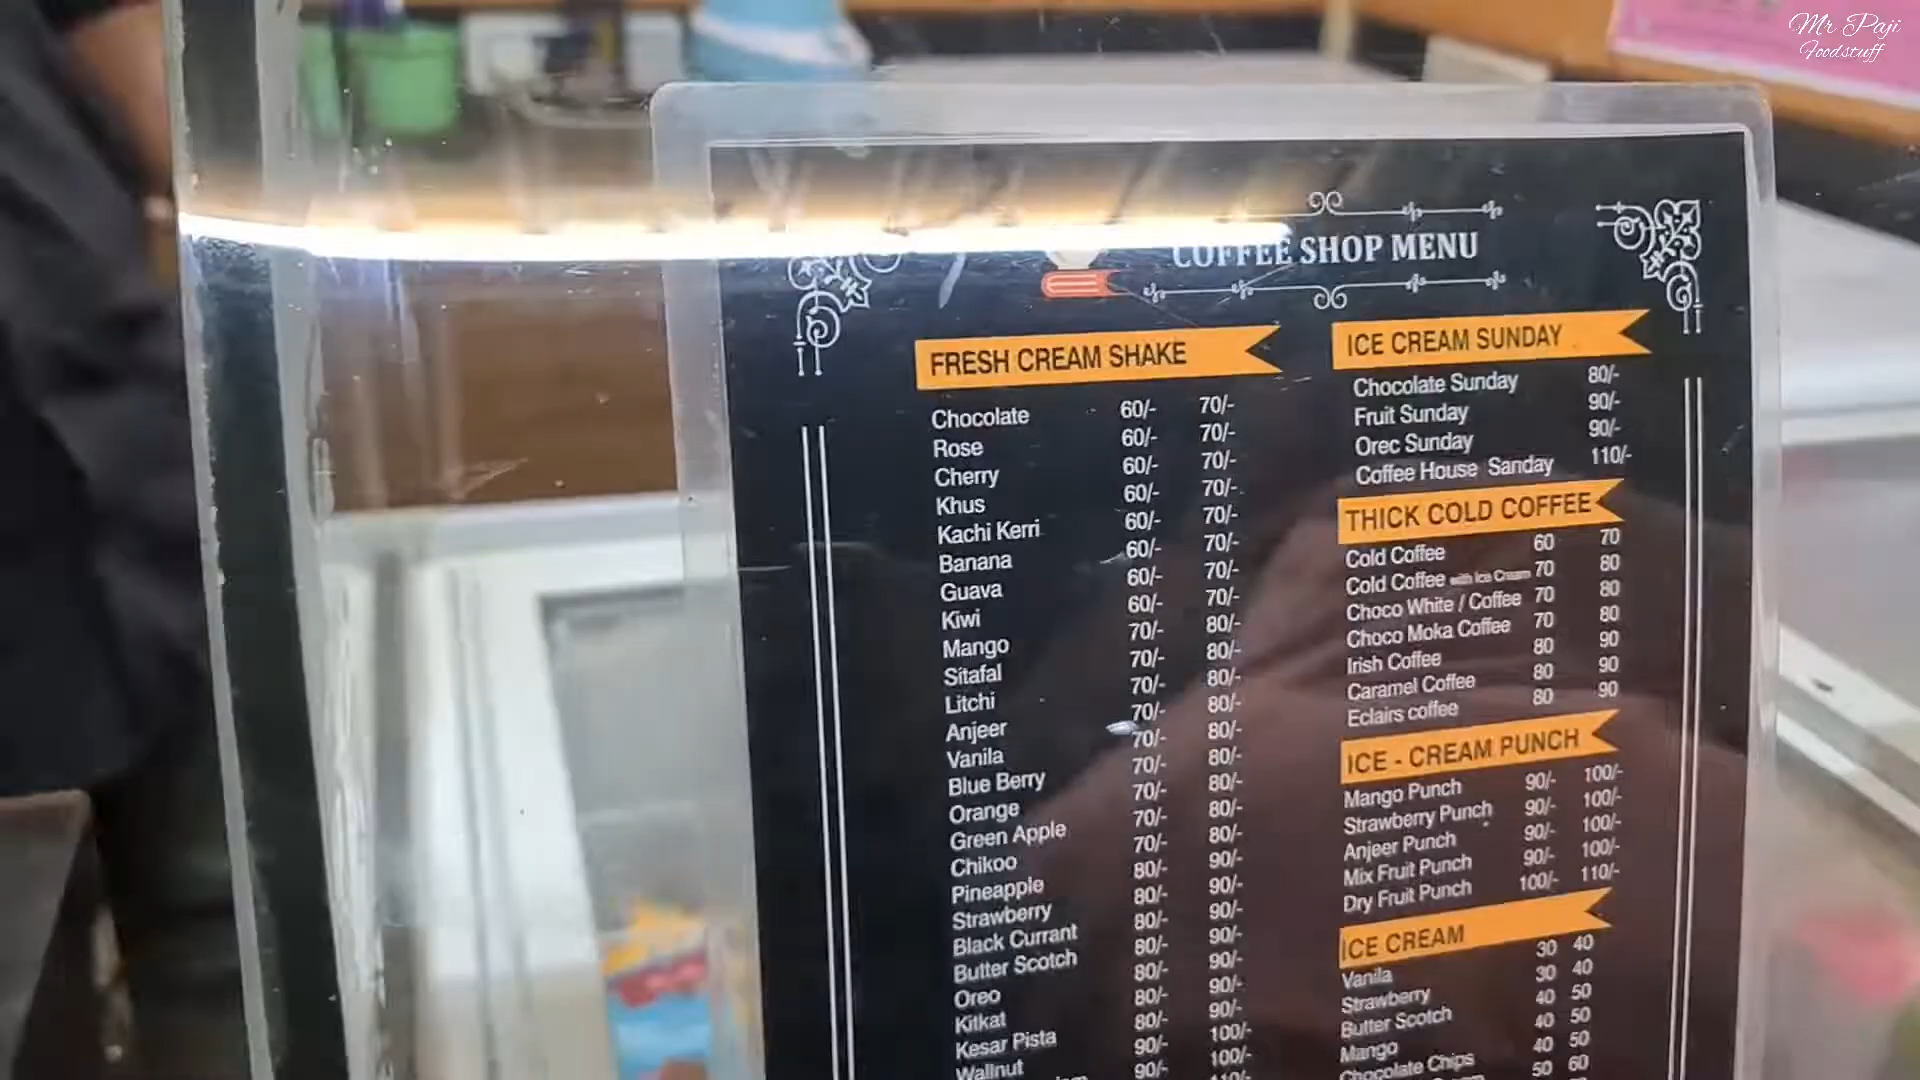 Mr Paji
Foodstuff
COFFEE SHOP MENU
FRESH CREAM SHAKE
Chocolate 60/- 70/-
Rose 60/- 70/-
Cherry 60/- 70/-
Khus 60/- 70/-
Kachi Kerri 60/- 70/-
Banana 60/- 70/-
Guava 60/- 70/-
Kiwi 60/- 70/-
Mango 70/- 80/-
Sitafal 70/- 80/-
Litchi 70/- 80/-
Anjeer 70/- 80/-
Vanila 70/- 80/-
Blue Berry 70/- 80/-
Orange 70/- 80/-
Green Apple 70/- 80/-
Chikoo 70/- 80/-
Pineapple 80/- 90/-
Strawberry 80/- 90/-
Black Currant 80/- 90/-
Butter Scotch 80/- 90/-
Oreo 80/- 90/-
Kitkat 80/- 90/-
Kesar Pista 80/- 90/-
Wallnut 90/- 100/-
90/- 100/-
ICE CREAM SUNDAY
Chocolate Sunday 80/-
Fruit Sunday 90/-
Orec Sunday 90/-
Coffee House Sanday 110/-
THICK COLD COFFEE
Cold Coffee 60 70
Cold Coffee with Ice Cream 70 80
Choco White / Coffee 70 80
Choco Moka Coffee 70 80
Irish Coffee 80 90
Caramel Coffee 80 90
Eclairs coffee 80 90
ICE - CREAM PUNCH
Mango Punch 90/- 100/-
Strawberry Punch 90/- 100/-
Anjeer Punch 90/- 100/-
Mix Fruit Punch 90/- 100/-
Dry Fruit Punch 100/- 110/-
ICE CREAM
Vanila 30 40
Strawberry 30 40
Butter Scotch 40 50
Mango 40 50
Chocolate Chips 40 50
50 60